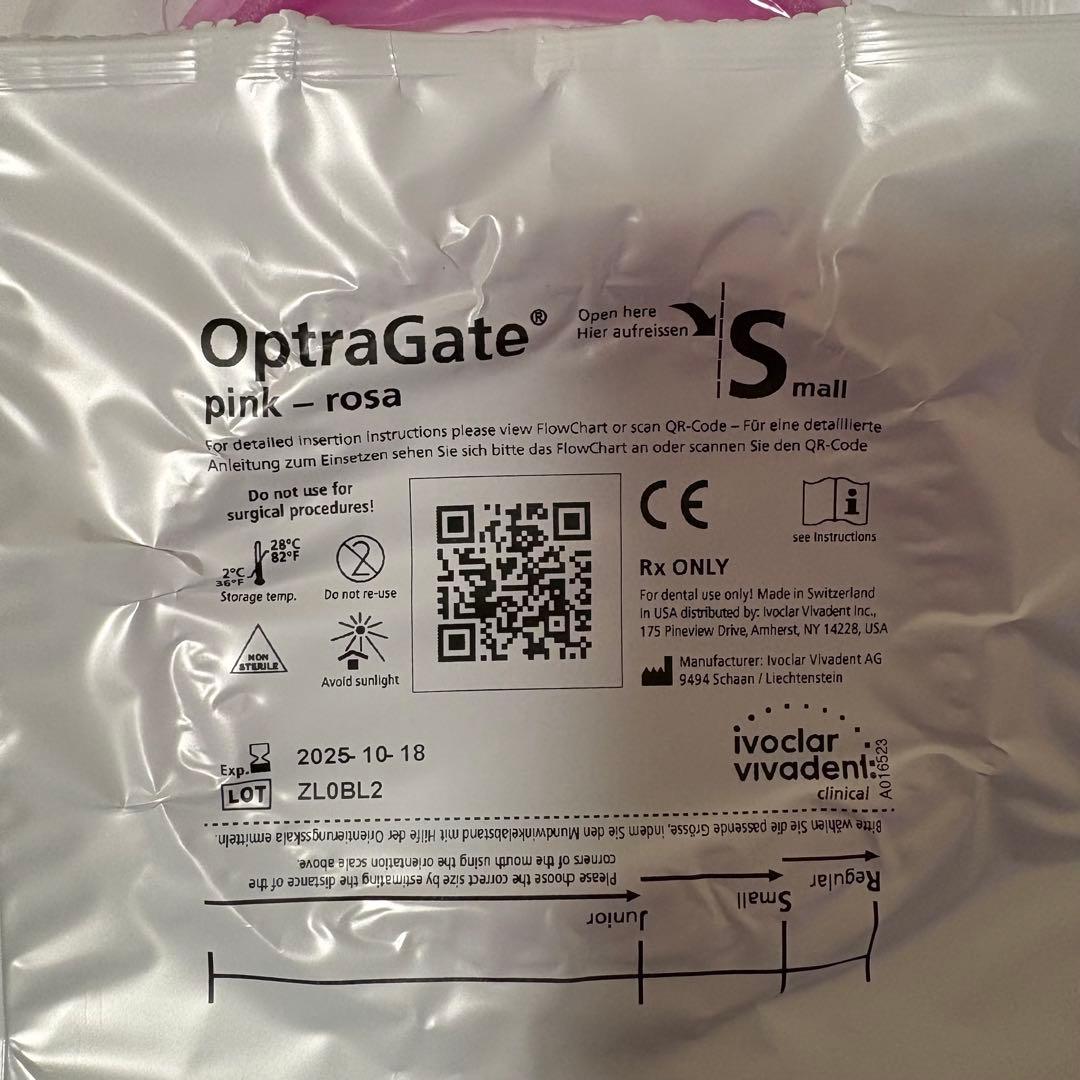 OptraGate®
pink – rosa
Open here
Hier aufreissen
Small
For detailed insertion instructions please view FlowChart or scan QR-Code – Für eine detaillierte
Anleitung zum Einsetzen sehen Sie sich bitte das FlowChart an oder scannen Sie den QR-Code
Do not use for
surgical procedures!
28°C
82°F
2°C
36°F
Storage temp.
2
Do not re-use
NON
STERILE
Avoid sunlight
CE
i
see instructions
Rx ONLY
For dental use only! Made in Switzerland
In USA distributed by: Ivoclar Vivadent Inc.,
175 Pineview Drive, Amherst, NY 14228, USA
Manufacturer: Ivoclar Vivadent AG
9494 Schaan / Liechtenstein
Exp. 2025-10-18
LOT ZL0BL2
ivoclar
vivadent:
clinical
A016523
Bitte wählen Sie die passende Grösse, indem Sie den Mundwinkelabstand mit Hilfe der Orientierungsskala ermitteln.
Please choose the correct size by estimating the distance of the
corners of the mouth using the orientation scale above.
Regular
Small
Junior